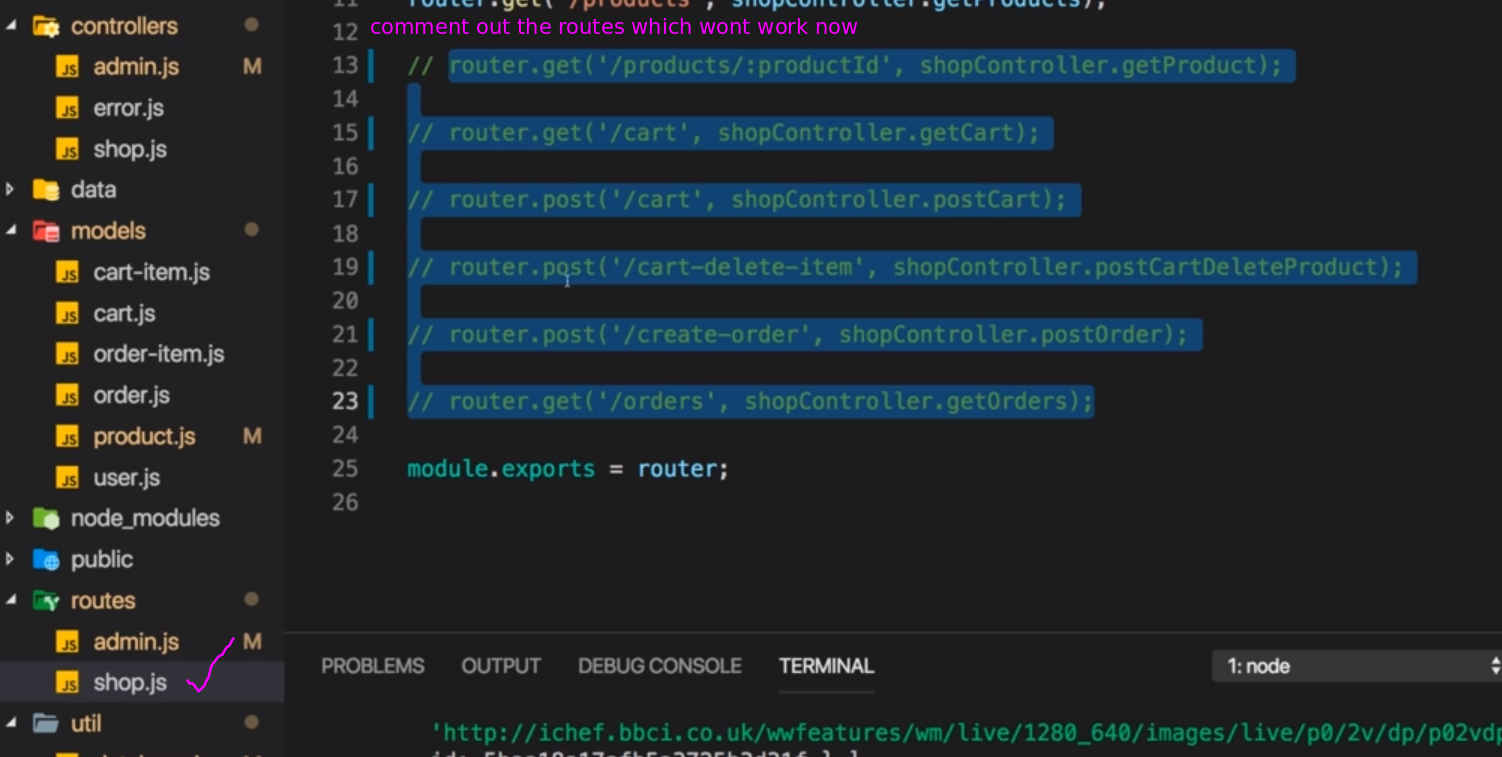 controllers
admin.js M
error.js
shop.js
data
models
cart-item.js
cart.js
order-item.js
order.js
product.js M
user.js
node_modules
public
routes
admin.js M
shop.js
util
11 router.get('/products', shopController.getProducts);
12 comment out the routes which wont work now
13 // router.get('/products/:productId', shopController.getProduct);
14
15 // router.get('/cart', shopController.getCart);
16
17 // router.post('/cart', shopController.postCart);
18
19 // router.post('/cart-delete-item', shopController.postCartDeleteProduct);
20
21 // router.post('/create-order', shopController.postOrder);
22
23 // router.get('/orders', shopController.getOrders);
24
25 module.exports = router;
26
PROBLEMS OUTPUT DEBUG CONSOLE TERMINAL 1: node
'http://ichef.bbci.co.uk/wwfeatures/wm/live/1280_640/images/live/p0/2v/dp/p02vdp